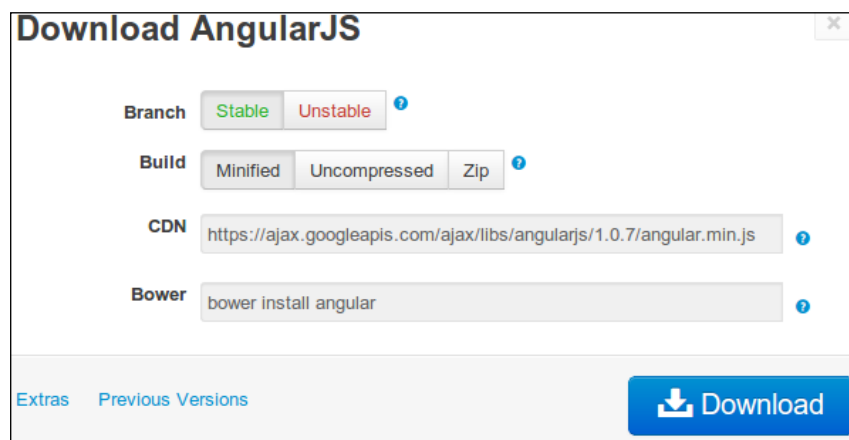 Download AngularJS
×
Branch Stable Unstable ?
Build Minified Uncompressed Zip ?
CDN https://ajax.googleapis.com/ajax/libs/angularjs/1.0.7/angular.min.js ?
Bower bower install angular ?
Extras Previous Versions Download